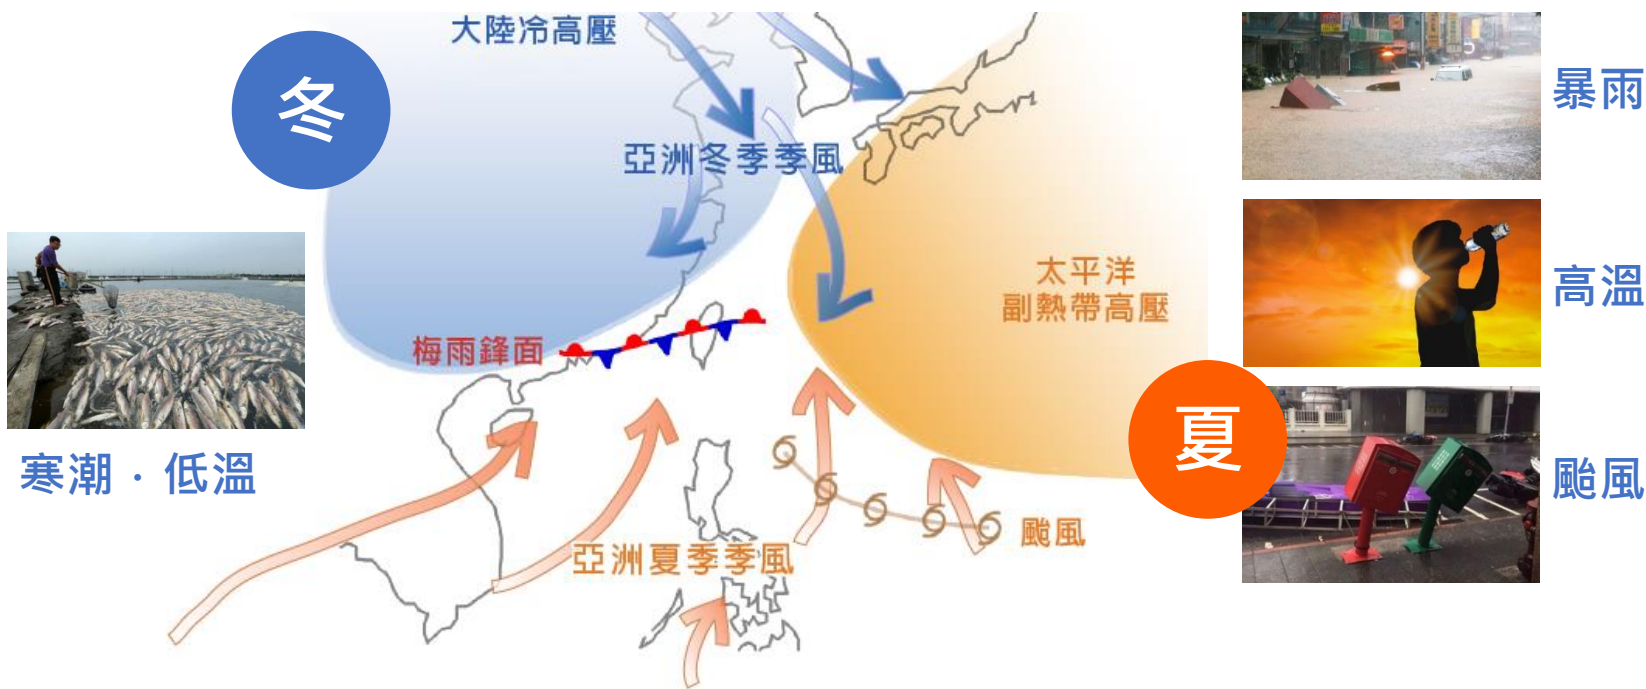 大陸冷高壓
冬
亞洲冬季季風
暴雨
太平洋
副熱帶高壓
高溫
梅雨鋒面
夏
寒潮．低溫
颱風
颱風
亞洲夏季季風